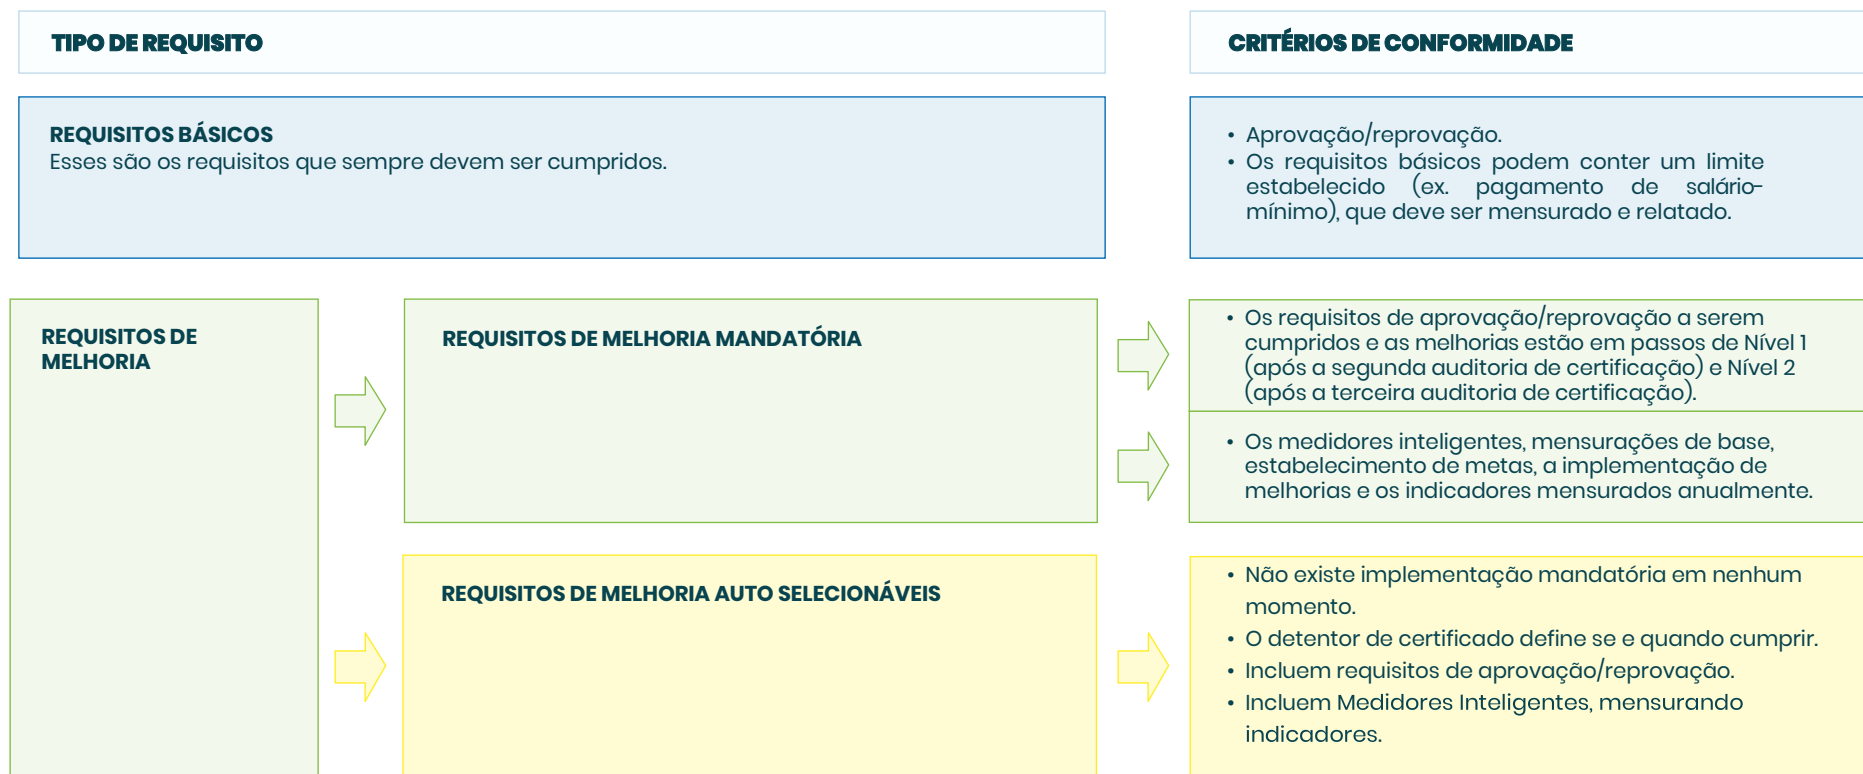 TIPO DE REQUISITO
CRITÉRIOS DE CONFORMIDADE
REQUISITOS BÁSICOS
Esses são os requisitos que sempre devem ser cumpridos.
• Aprovação/reprovação.
• Os requisitos básicos podem conter um limite
estabelecido (ex. pagamento de salário-
mínimo), que deve ser mensurado e relatado.
REQUISITOS DE
MELHORIA
REQUISITOS DE MELHORIA MANDATÓRIA
• Os requisitos de aprovação/reprovação a serem
cumpridos e as melhorias estão em passos de Nível 1
(após a segunda auditoria de certificação) e Nível 2
(após a terceira auditoria de certificação).
• Os medidores inteligentes, mensurações de base,
estabelecimento de metas, a implementação de
melhorias e os indicadores mensurados anualmente.
REQUISITOS DE MELHORIA AUTO SELECIONÁVEIS
• Não existe implementação mandatória em nenhum
momento.
• O detentor de certificado define se e quando cumprir.
• Incluem requisitos de aprovação/reprovação.
• Incluem Medidores Inteligentes, mensurando
indicadores.